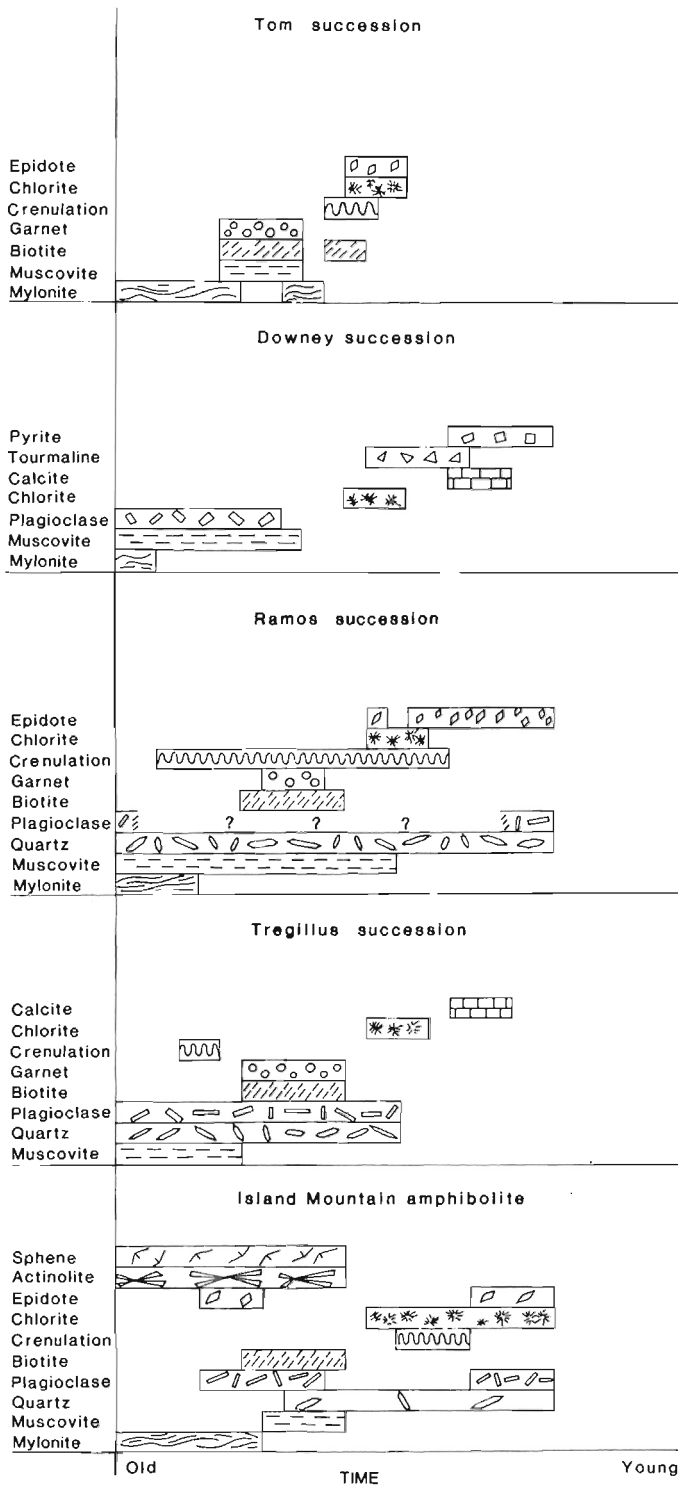 Tom succession
Epidote
Chlorite
Crenulation
Garnet
Biotite
Muscovite
Mylonite
Downey succession
Pyrite
Tourmaline
Calcite
Chlorite
Plagioclase
Muscovite
Mylonite
Ramos succession
Epidote
Chlorite
Crenulation
Garnet
Biotite
Plagioclase ? ? ?
Quartz
Muscovite
Mylonite
Tregillus succession
Calcite
Chlorite
Crenulation
Garnet
Biotite
Plagioclase
Quartz
Muscovite
Island Mountain amphibolite
Sphene
Actinolite
Epidote
Chlorite
Crenulation
Biotite
Plagioclase
Quartz
Muscovite
Mylonite
Old Young
TIME